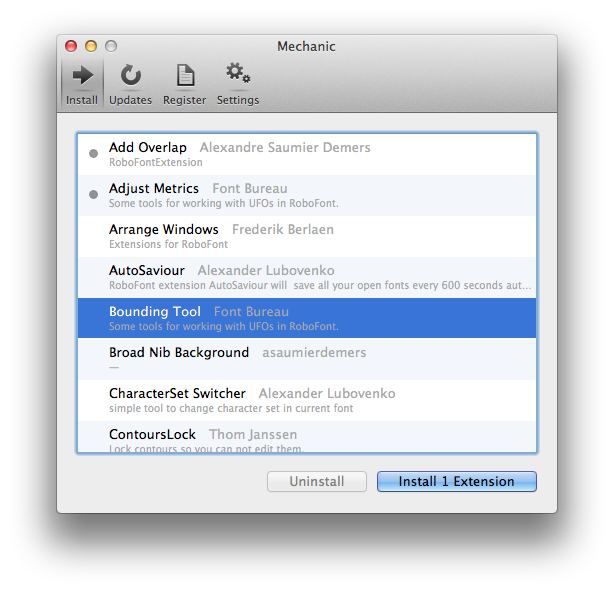 Mechanic
Install Updates Register Settings
Add Overlap Alexandre Saumier Demers
RoboFontExtension
Adjust Metrics Font Bureau
Some tools for working with UFOs in RoboFont.
Arrange Windows Frederik Berlaen
Extensions for RoboFont
AutoSaviour Alexander Lubovenko
RoboFont extension AutoSaviour will save all your open fonts every 600 seconds aut...
Bounding Tool Font Bureau
Some tools for working with UFOs in RoboFont.
Broad Nib Background asaumierdemers
—
CharacterSet Switcher Alexander Lubovenko
simple tool to change character set in current font
ContoursLock Thom Janssen
Lock contours so you can not edit them.
Uninstall Install 1 Extension